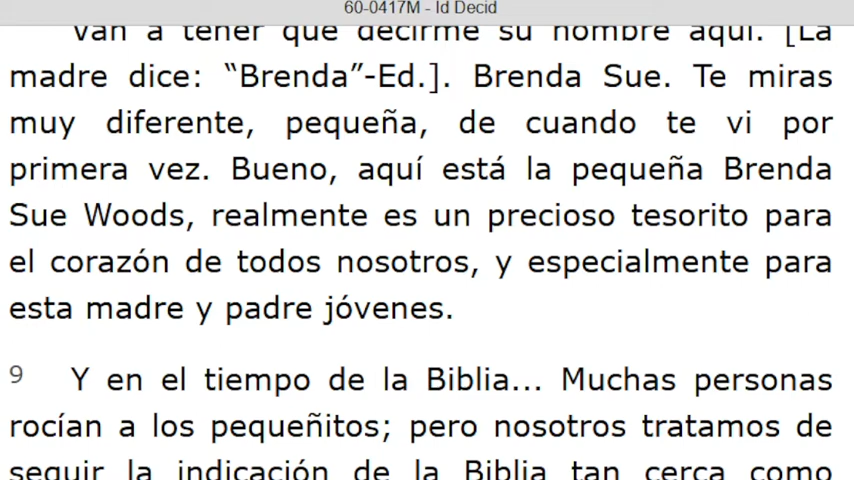 60-0417M - Id Decid
Van a tener que decirme su nombre aquí. [La
madre dice: “Brenda”-Ed.]. Brenda Sue. Te miras
muy diferente, pequeña, de cuando te vi por
primera vez. Bueno, aquí está la pequeña Brenda
Sue Woods, realmente es un precioso tesorito para
el corazón de todos nosotros, y especialmente para
esta madre y padre jóvenes.
9 Y en el tiempo de la Biblia... Muchas personas
rocían a los pequeñitos; pero nosotros tratamos de
seguir la indicación de la Biblia tan cerca como